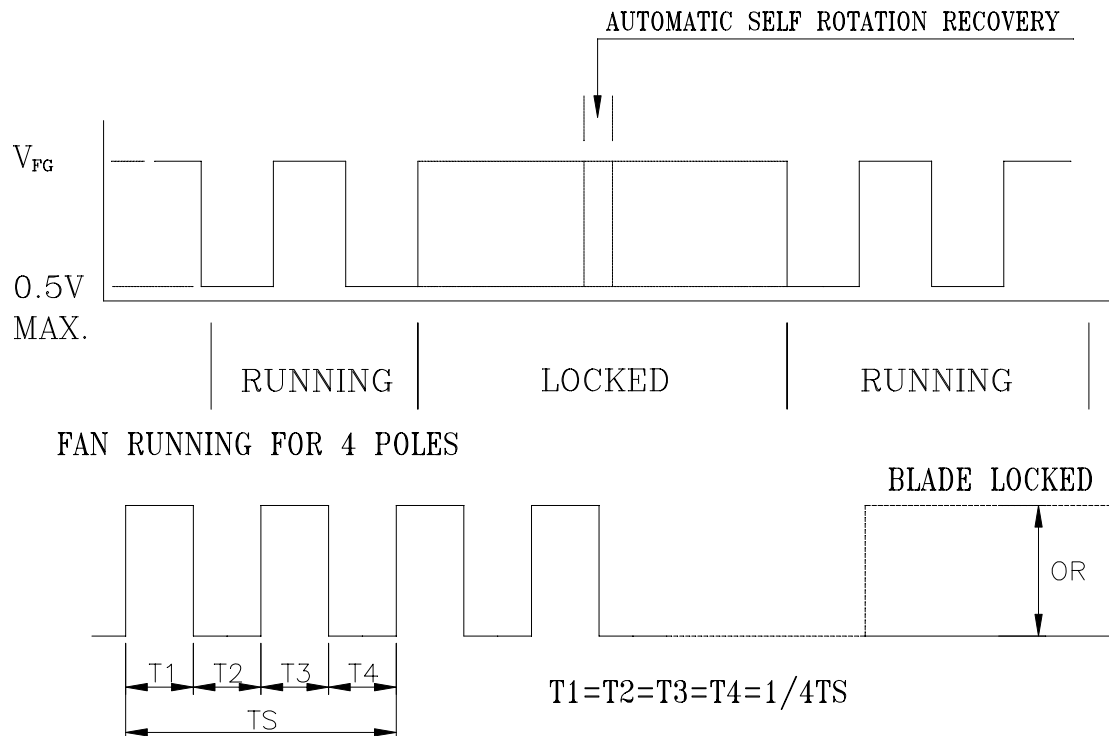 AUTOMATIC SELF ROTATION RECOVERY
VFG
0.5V
MAX.
RUNNING LOCKED RUNNING
FAN RUNNING FOR 4 POLES
BLADE LOCKED
OR
T1 T2 T3 T4
T1=T2=T3=T4=1/4TS
TS